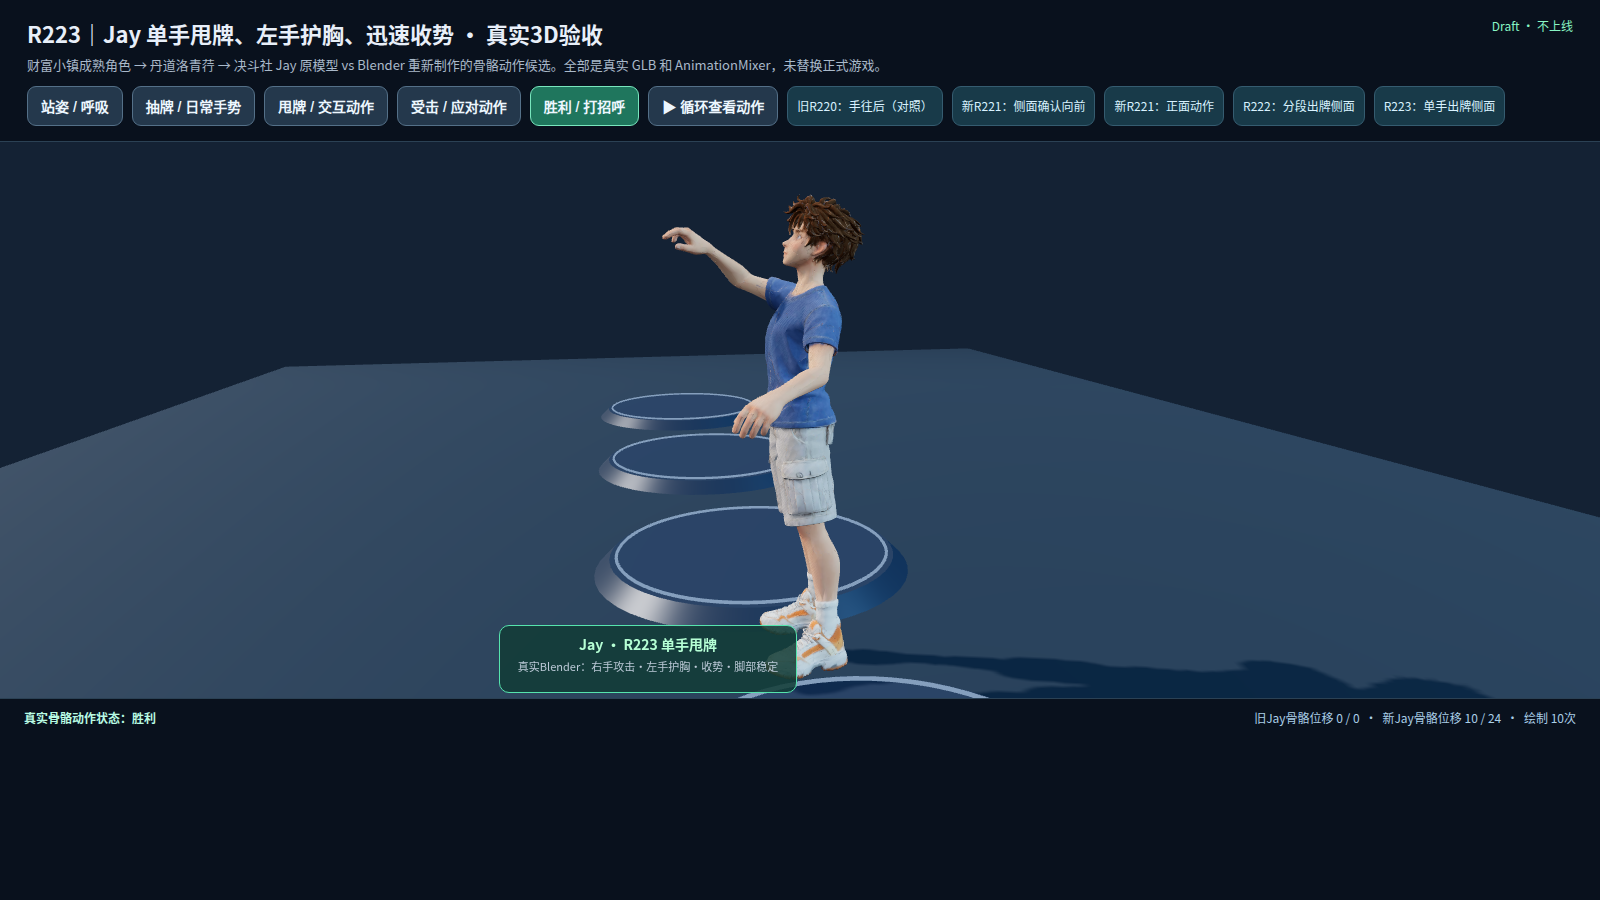 R223｜Jay 单手甩牌、左手护胸、迅速收势 · 真实3D验收
Draft · 不上线
财富小镇成熟角色 → 丹道洛青荇 → 决斗社 Jay 原模型 vs Blender 重新制作的骨骼动作候选。全部是真实 GLB 和 AnimationMixer，未替换正式游戏。
站姿 / 呼吸
抽牌 / 日常手势
甩牌 / 交互动作
受击 / 应对动作
胜利 / 打招呼
▶ 循环查看动作
旧R220：手往后（对照）
新R221：侧面确认向前
新R221：正面动作
R222：分段出牌侧面
R223：单手出牌侧面
Jay · R223 单手甩牌
真实Blender：右手攻击·左手护胸·收势·脚部稳定
真实骨骼动作状态：胜利
旧Jay骨骼位移 0 / 0 · 新Jay骨骼位移 10 / 24 · 绘制 10次